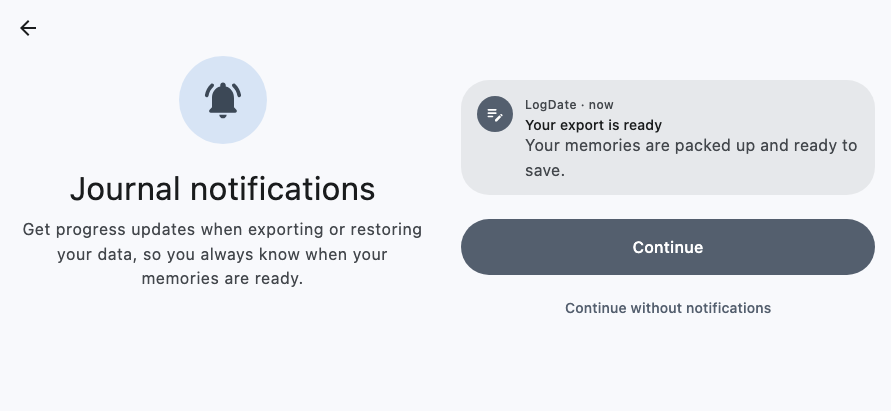 Journal notifications
Get progress updates when exporting or restoring
your data, so you always know when your
memories are ready.
LogDate · now
Your export is ready
Your memories are packed up and ready to
save.
Continue
Continue without notifications